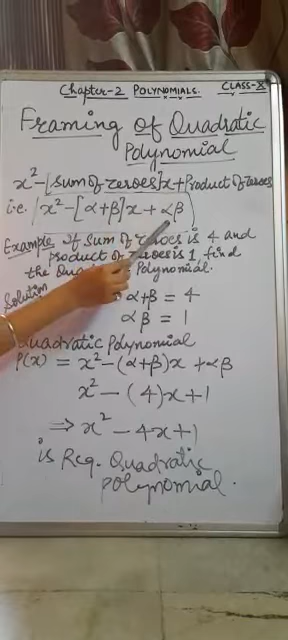 Chapter-2 POLYNOMIALS. CLASS-X
Framing of Quadratic
Polynomial
x² - [Sum of zeroes]x + Product of zeroes
i.e. x² - [α+β]x + αβ
Example If Sum of zeroes is 4 and
product of zeroes is 1 find
the Polynomial.
Solution α+β = 4
αβ = 1
Quadratic Polynomial
P(x) = x² - (α+β)x + αβ
x² - (4)x + 1
⇒ x² - 4x + 1
is Req. Quadratic
polynomial.